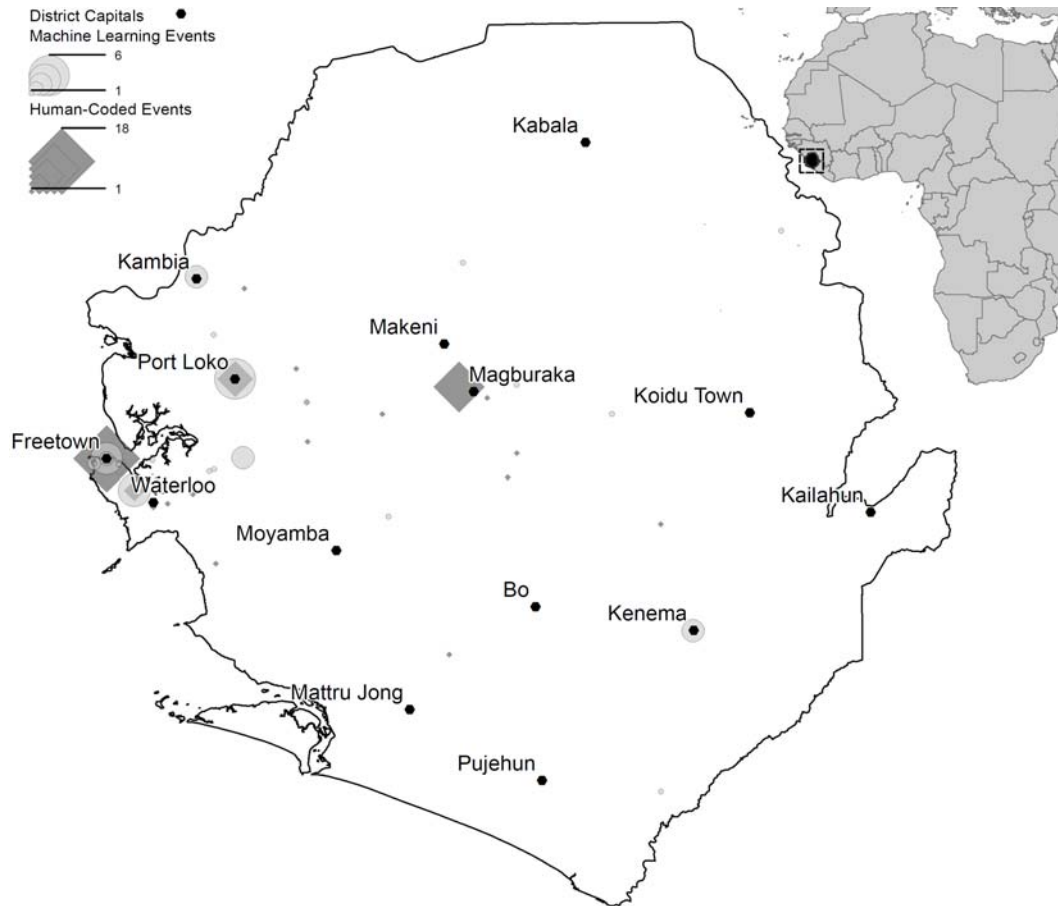 District Capitals
Machine Learning Events
6
1
Human-Coded Events
18
1
Kabala
Kambia
Makeni
Port Loko
Magburaka
Koidu Town
Freetown
Waterloo
Kailahun
Moyamba
Bo
Kenema
Mattru Jong
Pujehun